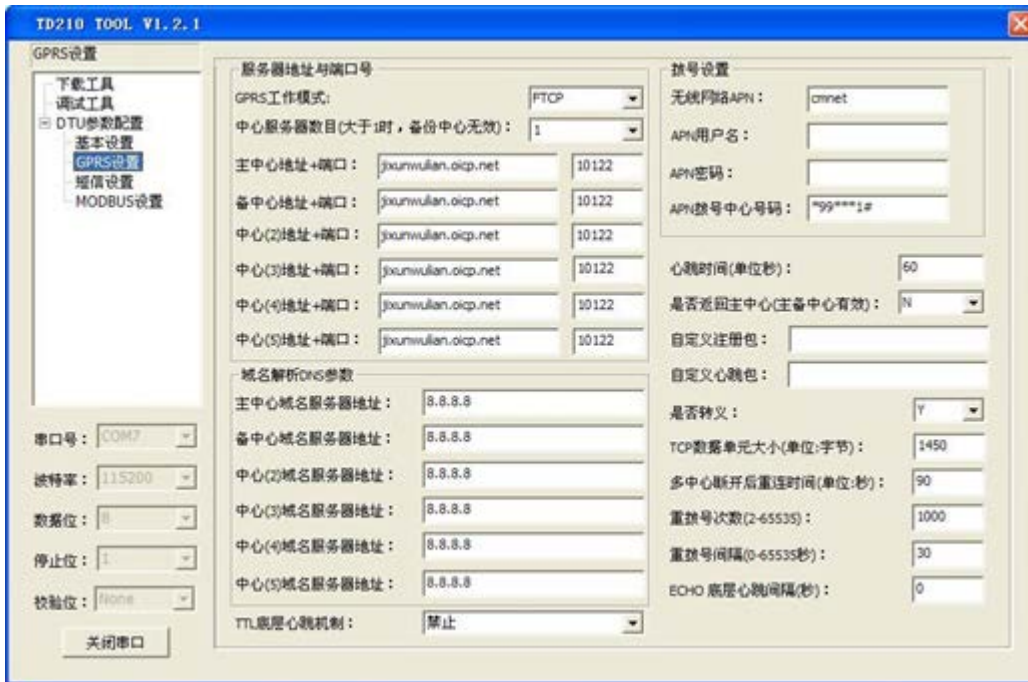 TD210 TOOL V1.2.1
GPRS设置
下载工具
调试工具
DTU参数配置
基本设置
GPRS设置
短信设置
MODBUS设置
串口号： COM7
波特率： 115200
数据位： 8
停止位： 1
校验位： None
关闭串口
服务器地址与端口号
GPRS工作模式: FTCP
中心服务器数目(大于1时，备份中心无效)： 1
主中心地址+端口： jixunwulian.oicp.net 10122
备中心地址+端口： jixunwulian.oicp.net 10122
中心(2)地址+端口： jixunwulian.oicp.net 10122
中心(3)地址+端口： jixunwulian.oicp.net 10122
中心(4)地址+端口： jixunwulian.oicp.net 10122
中心(5)地址+端口： jixunwulian.oicp.net 10122
域名解析DNS参数
主中心域名服务器地址： 8.8.8.8
备中心域名服务器地址： 8.8.8.8
中心(2)域名服务器地址： 8.8.8.8
中心(3)域名服务器地址： 8.8.8.8
中心(4)域名服务器地址： 8.8.8.8
中心(5)域名服务器地址： 8.8.8.8
TTL底层心跳机制： 禁止
拨号设置
无线网络APN： cmnet
APN用户名：
APN密码：
APN拨号中心号码： *99***1#
心跳时间(单位秒)： 60
是否返回主中心(主备中心有效)： N
自定义注册包：
自定义心跳包：
是否转义： Y
TCP数据单元大小(单位:字节)： 1450
多中心断开后重连时间(单位:秒)： 90
重拨号次数(2-65535)： 1000
重拨号间隔(0-65535秒)： 30
ECHO 底层心跳间隔(秒)： 0